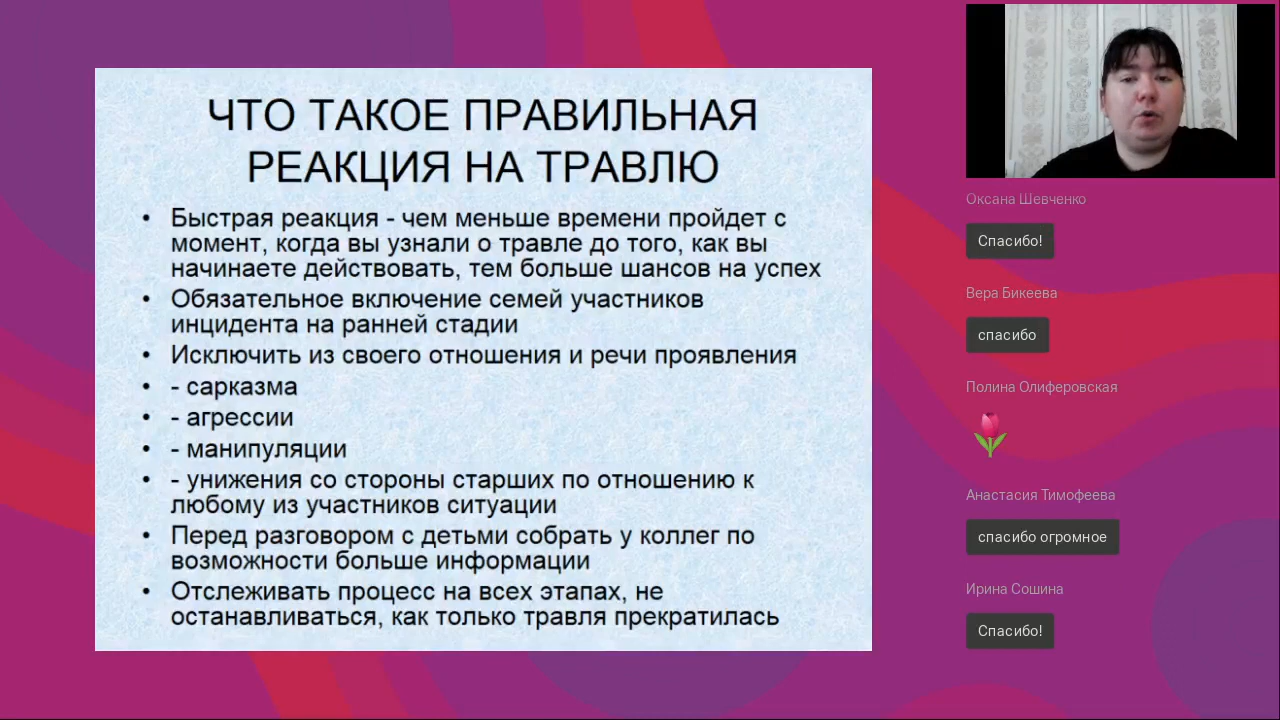 ЧТО ТАКОЕ ПРАВИЛЬНАЯ
РЕАКЦИЯ НА ТРАВЛЮ
• Быстрая реакция - чем меньше времени пройдет с
момент, когда вы узнали о травле до того, как вы
начинаете действовать, тем больше шансов на успех
• Обязательное включение семей участников
инцидента на ранней стадии
• Исключить из своего отношения и речи проявления
• - сарказма
• - агрессии
• - манипуляции
• - унижения со стороны старших по отношению к
любому из участников ситуации
• Перед разговором с детьми собрать у коллег по
возможности больше информации
• Отслеживать процесс на всех этапах, не
останавливаться, как только травля прекратилась
Оксана Шевченко
Спасибо!
Вера Бикеева
спасибо
Полина Олиферовская
Анастасия Тимофеева
спасибо огромное
Ирина Сошина
Спасибо!